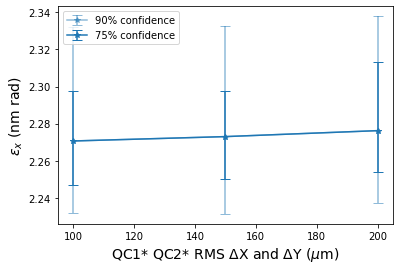 2.34
2.32
2.30
2.28
2.26
2.24
εx (nm rad)
90% confidence
75% confidence
100 120 140 160 180 200
QC1* QC2* RMS ΔX and ΔY (μm)